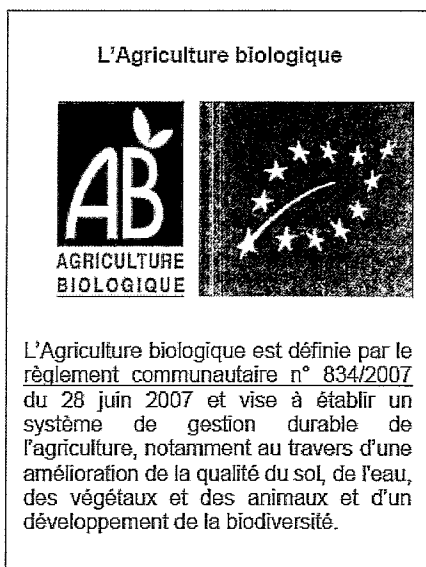 L'Agriculture biologique
AB
AGRICULTURE
BIOLOGIQUE
L'Agriculture biologique est définie par le
règlement communautaire n° 834/2007
du 28 juin 2007 et vise à établir un
système de gestion durable de
l'agriculture, notamment au travers d'une
amélioration de la qualité du sol, de l'eau,
des végétaux et des animaux et d'un
développement de la biodiversité.